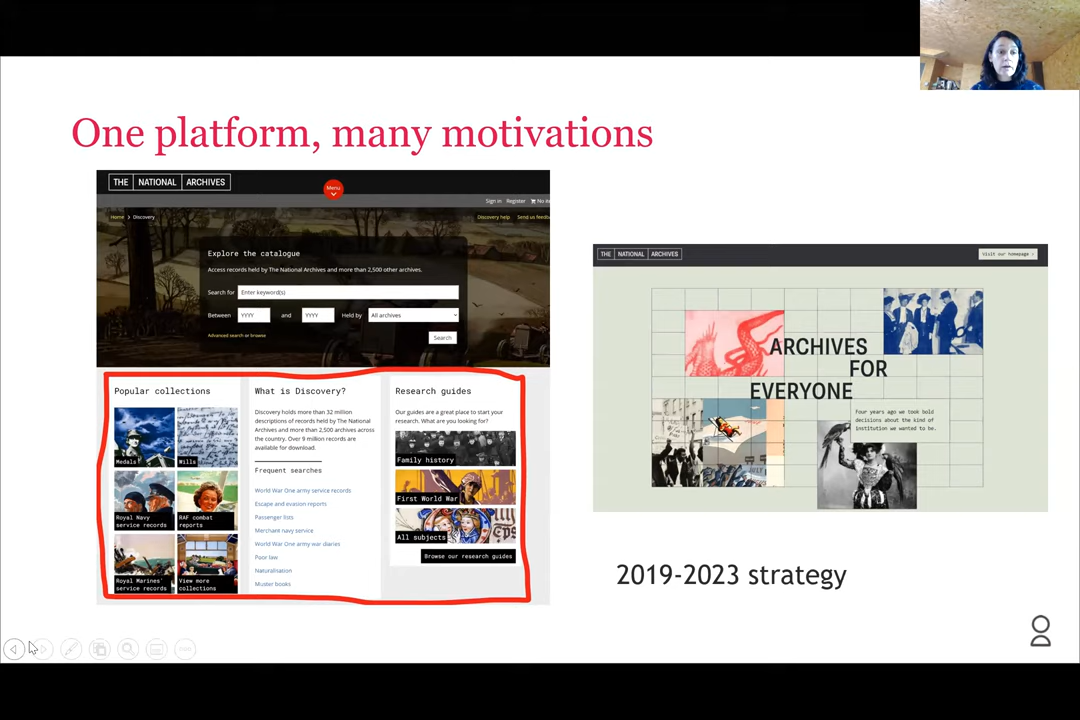 One platform, many motivations
THE NATIONAL ARCHIVES
Menu
Sign in Register No
Home > Discovery
Discovery help Send us
Explore the catalogue
Access records held by The National Archives and more than 2,500 other archives.
Search for Enter keyword(s)
Between YYYY and YYYY Held by All archives
Advanced search or browse
Search
Popular collections
Medals
Wills
Royal Navy
service records
RAF combat
reports
Royal Marines'
service records
View more
collections
What is Discovery?
Discovery holds more than 32 million
descriptions of records held by The National
Archives and more than 2,500 archives across
the country. Over 9 million records are
available for download.
Frequent searches
World War One army service records
Escape and evasion reports
Passenger lists
Merchant navy service
World War One army war diaries
Poor law
Naturalisation
Muster books
Research guides
Our guides are a great place to start your
research. What are you looking for?
Family history
First World War
All subjects
Browse our research guides
THE NATIONAL ARCHIVES
Visit our homepage >
ARCHIVES
FOR
EVERYONE
Four years ago we took bold
decisions about the kind of
institution we wanted to be.
2019-2023 strategy